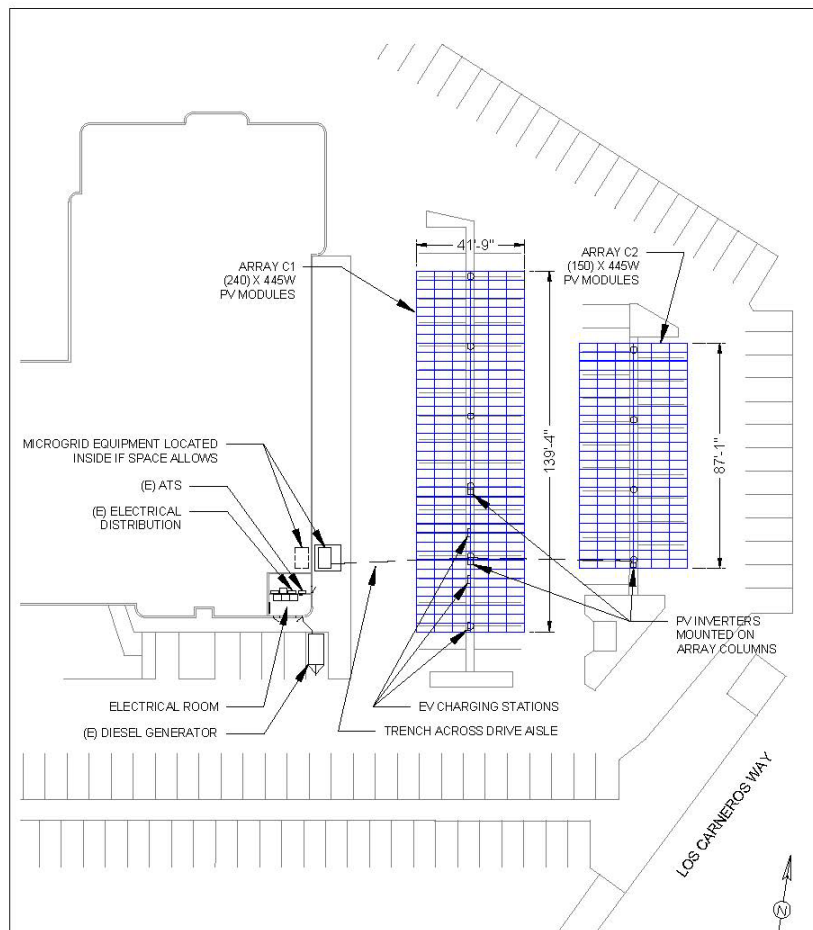 41'-9"
ARRAY C1
(240) X 445W
PV MODULES
ARRAY C2
(150) X 445W
PV MODULES
139'-4"
87'-1"
MICROGRID EQUIPMENT LOCATED
INSIDE IF SPACE ALLOWS
(E) ATS
(E) ELECTRICAL
DISTRIBUTION
PV INVERTERS
MOUNTED ON
ARRAY COLUMNS
ELECTRICAL ROOM
EV CHARGING STATIONS
(E) DIESEL GENERATOR
TRENCH ACROSS DRIVE AISLE
LOS CARNEROS WAY
N